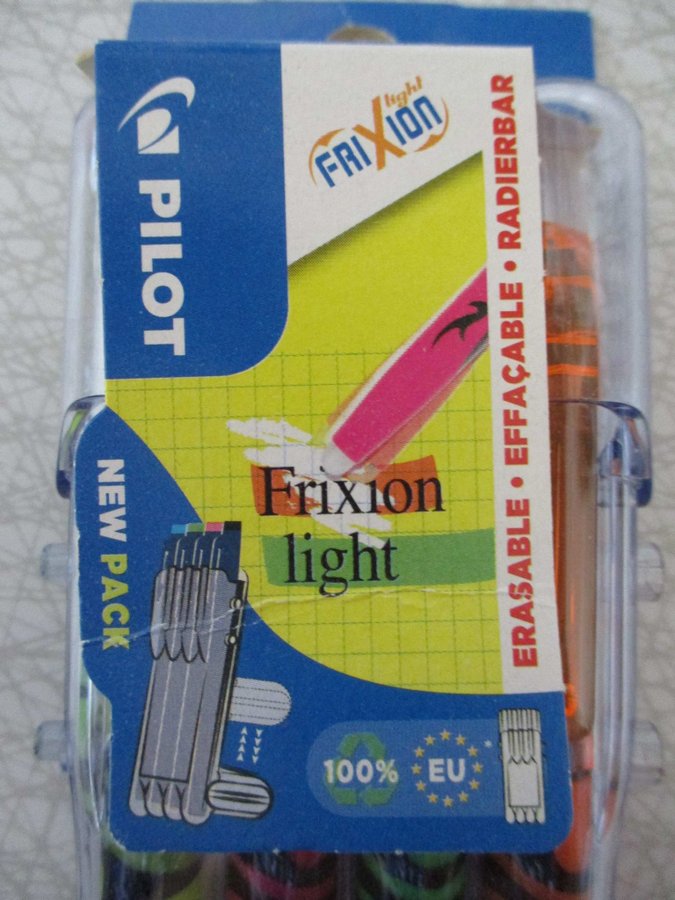 light
FRIXION
PILOT
ERASABLE • EFFAÇABLE • RADIERBAR
Frixion
light
NEW PACK
100%
EU*